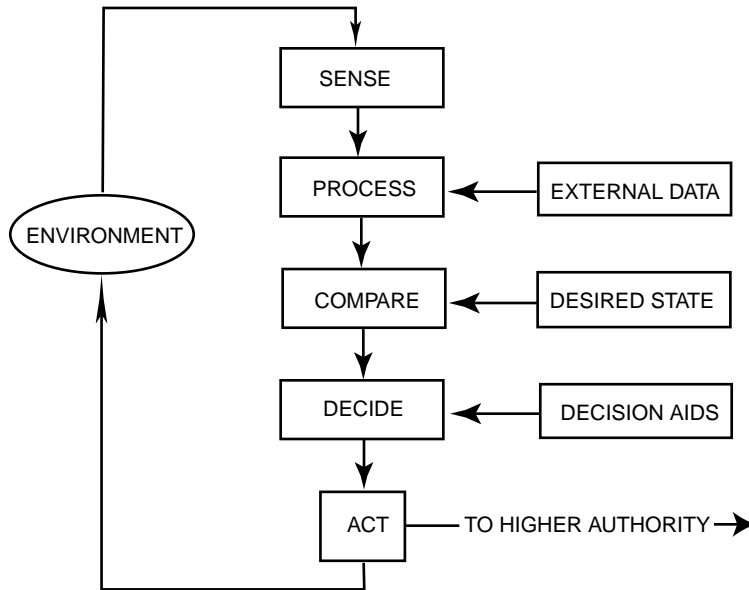 SENSE
PROCESS
EXTERNAL DATA
ENVIRONMENT
COMPARE
DESIRED STATE
DECIDE
DECISION AIDS
ACT
TO HIGHER AUTHORITY